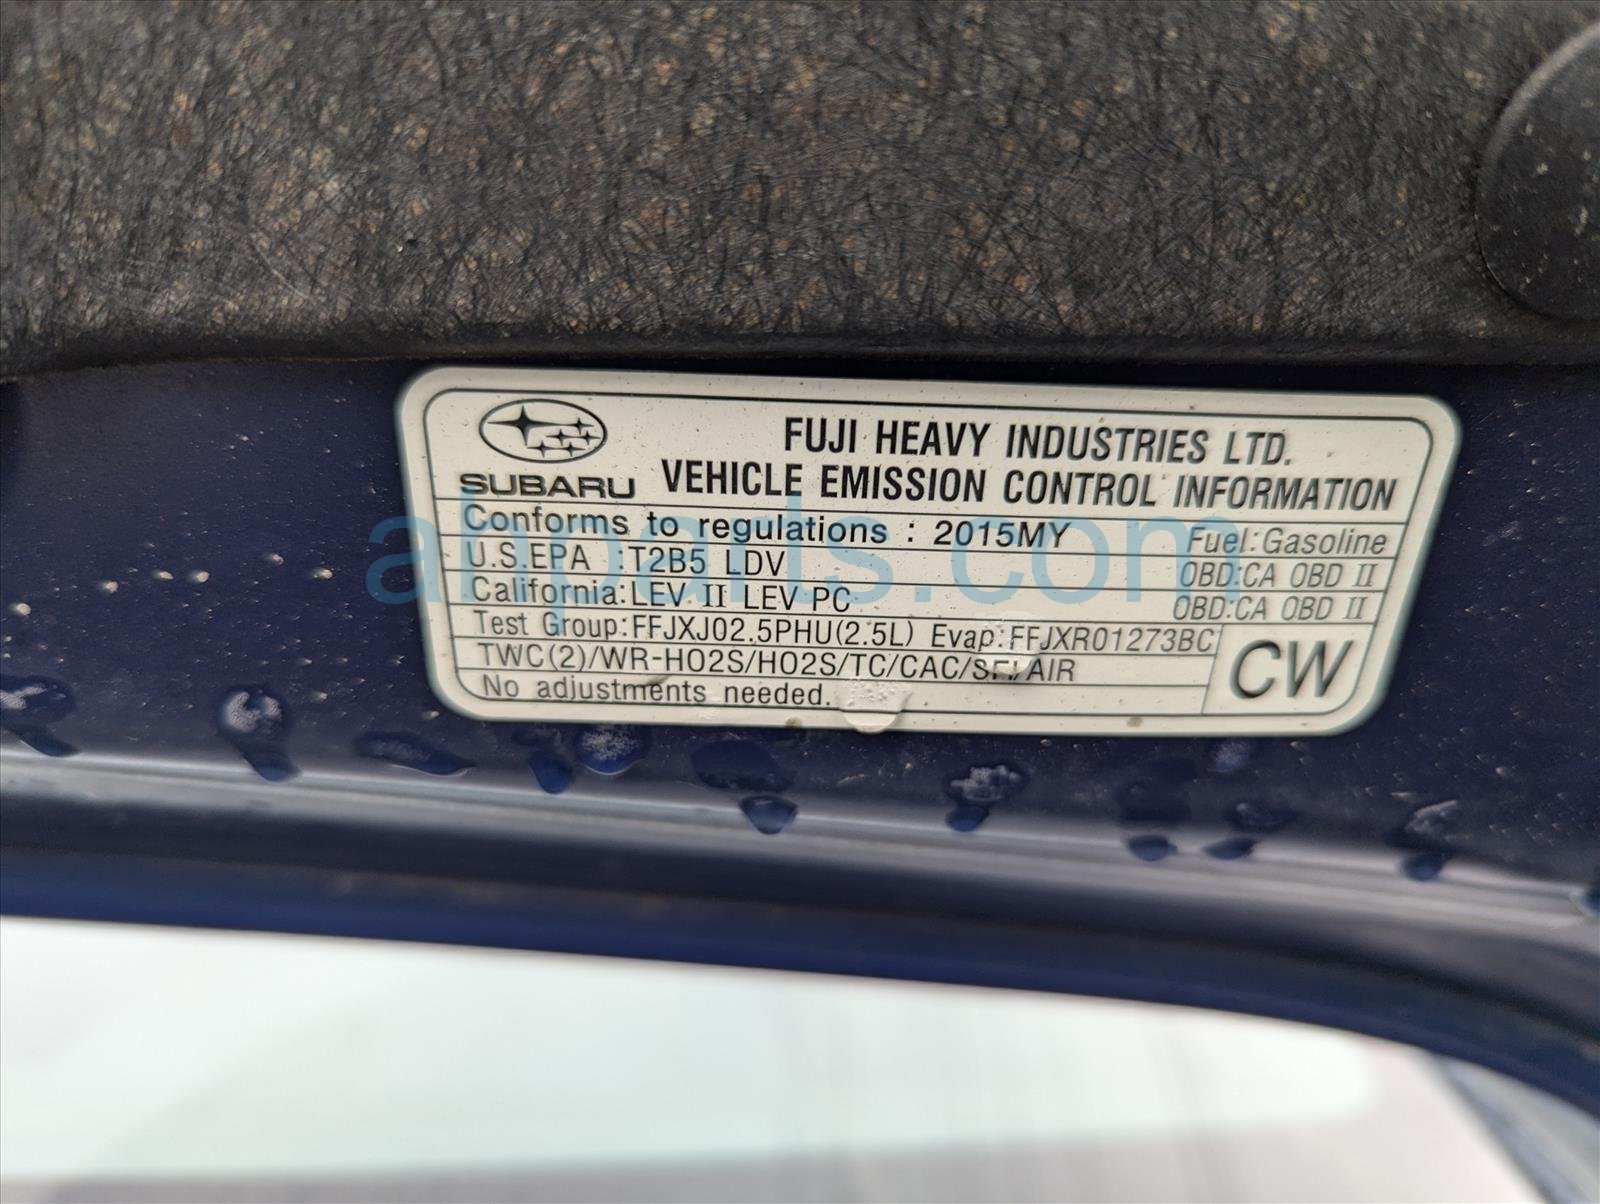 FUJI HEAVY INDUSTRIES LTD.
SUBARU VEHICLE EMISSION CONTROL INFORMATION
Conforms to regulations : 2015MY Fuel:Gasoline
U.S.EPA :T2B5 LDV OBD:CA OBD II
California:LEV II LEV PC OBD:CA OBD II
Test Group:FFJXJ02.5PHU(2.5L) Evap:FFJXR01273BC
TWC(2)/WR-HO2S/HO2S/TC/CAC/SFI/AIR
CW
No adjustments needed.
ahparts.com